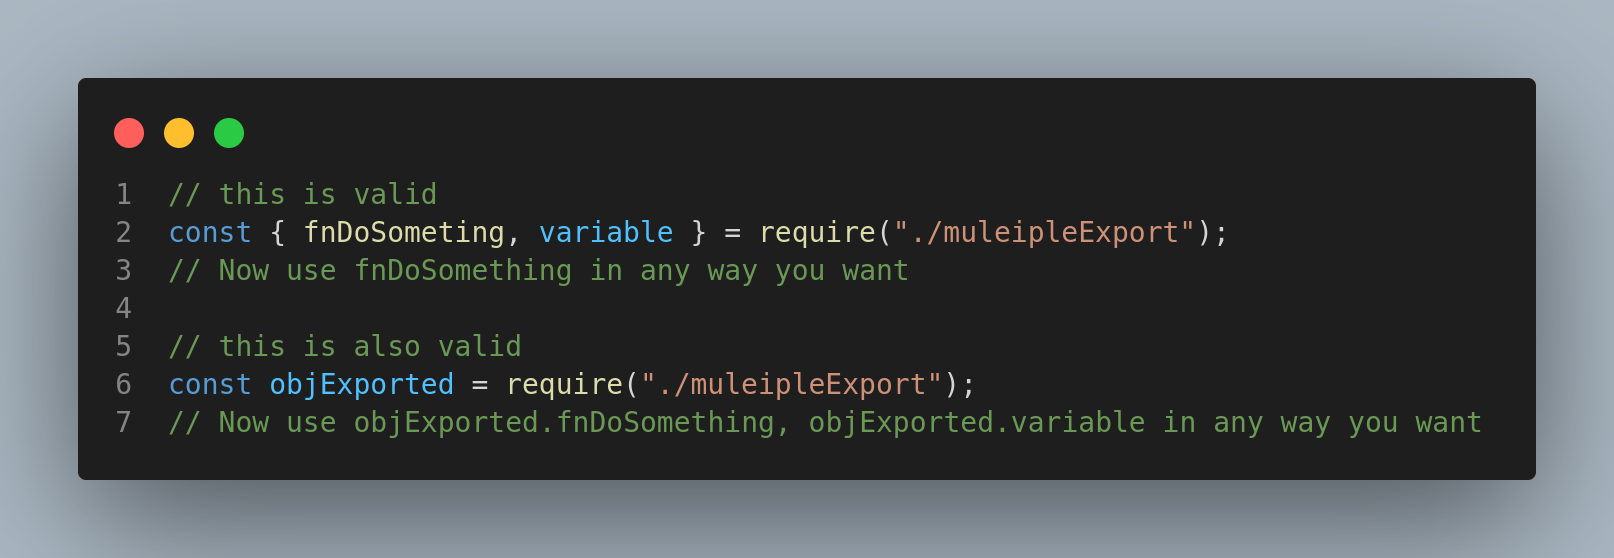 1 // this is valid
2 const { fnDoSometing, variable } = require("./muleipleExport");
3 // Now use fnDoSomething in any way you want
4
5 // this is also valid
6 const objExported = require("./muleipleExport");
7 // Now use objExported.fnDoSomething, objExported.variable in any way you want